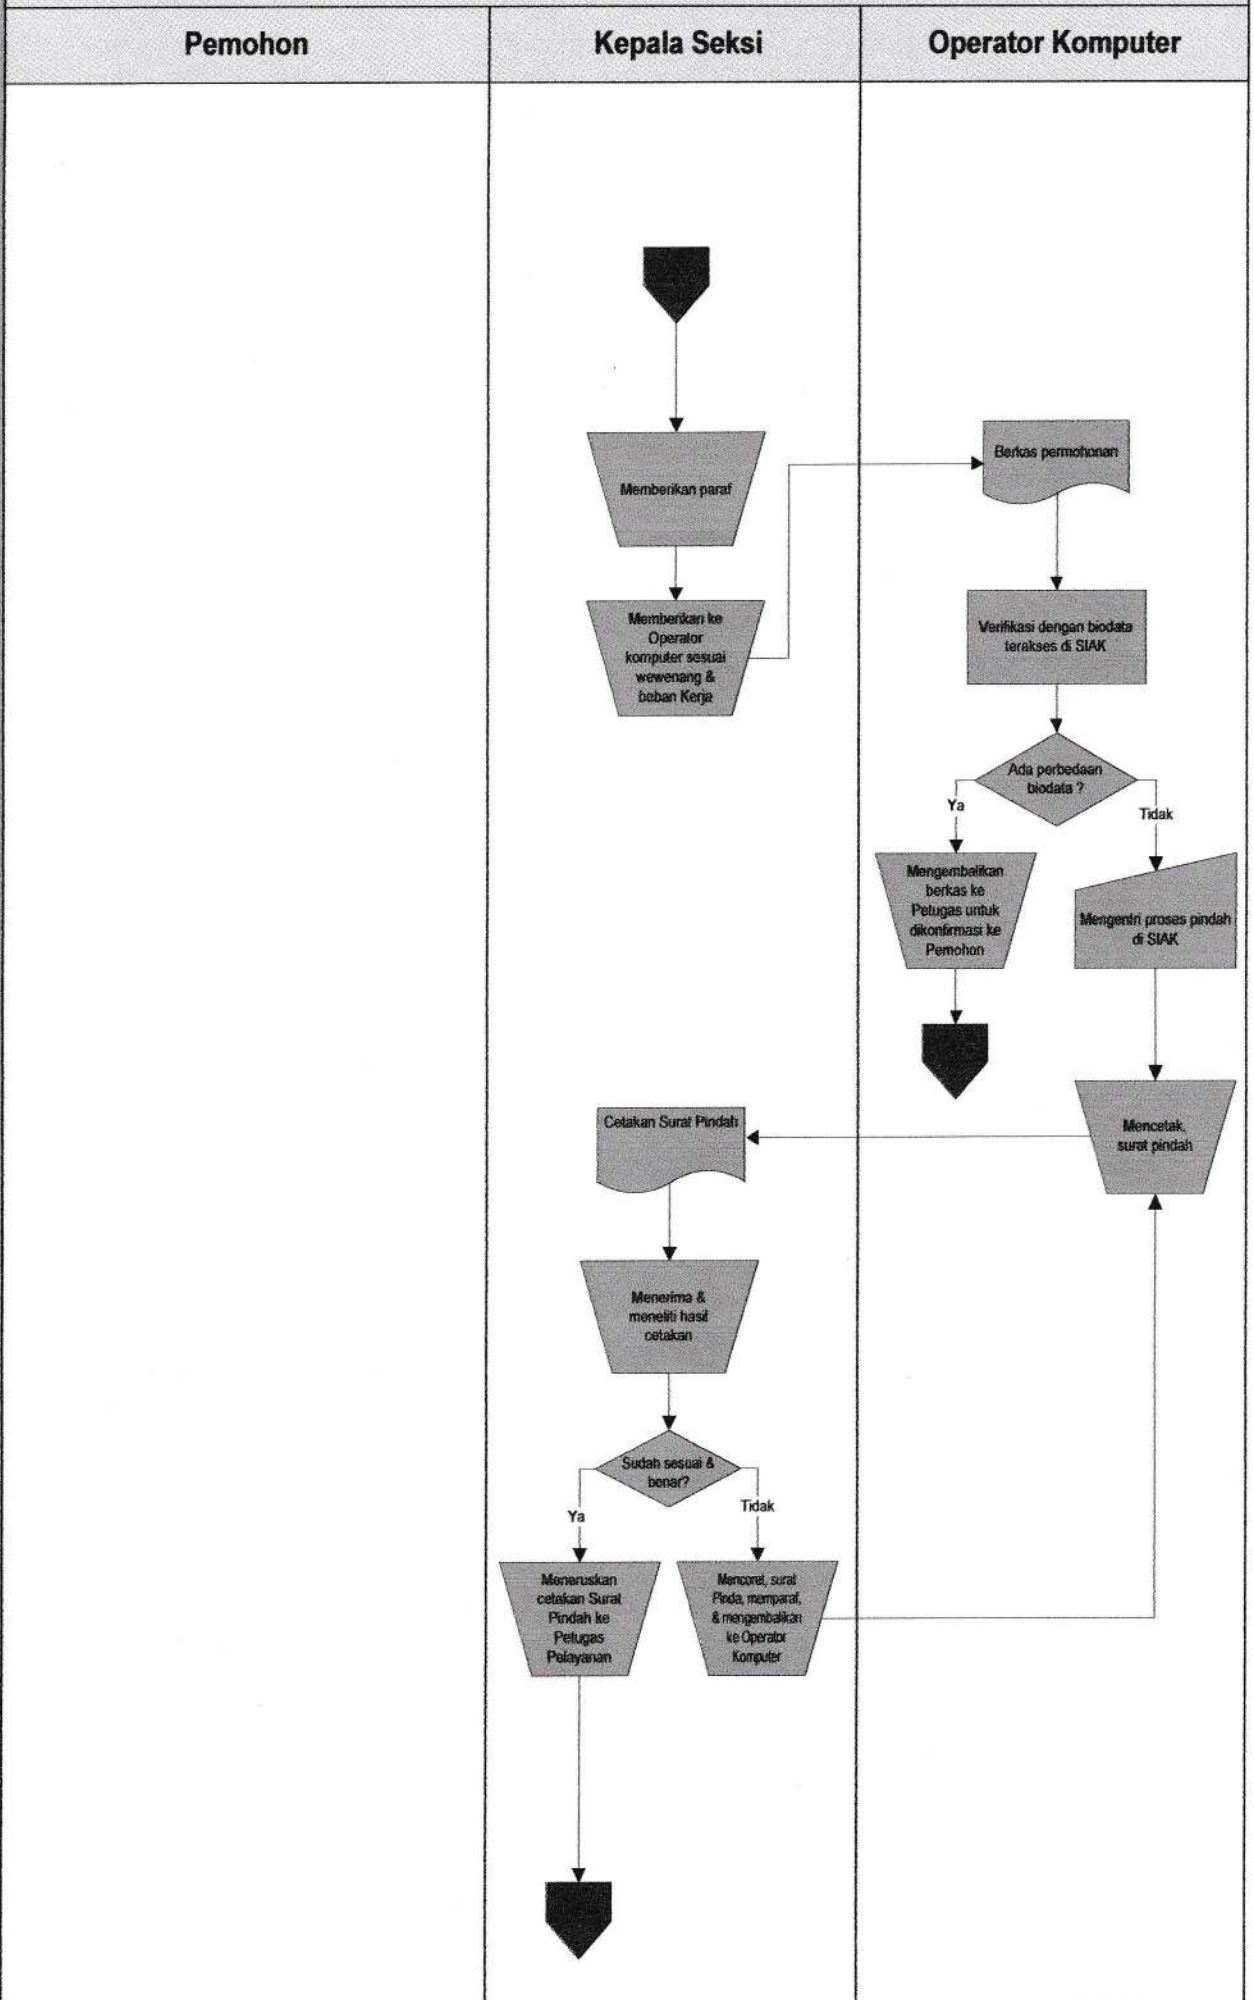 Pemohon
Kepala Seksi
Operator Komputer
Memberikan paraf
Berkas permohonan
Memberikan ke
Operator
komputer sesuai
wewenang &
beban Kerja
Verifikasi dengan biodata
terakses di SIAK
Ada perbedaan
biodata ?
Ya
Tidak
Mengembalikan
berkas ke
Petugas untuk
dikonfirmasi ke
Pemohon
Mengentri proses pindah
di SIAK
Mencetak,
surat pindah
Cetakan Surat Pindah
Menerima &
meneliti hasil
cetakan
Sudah sesuai &
benar?
Ya
Tidak
Meneruskan
cetakan Surat
Pindah ke
Petugas
Pelayanan
Mencoret, surat
Pinda, memparaf,
& mengembalikan
ke Operator
Komputer